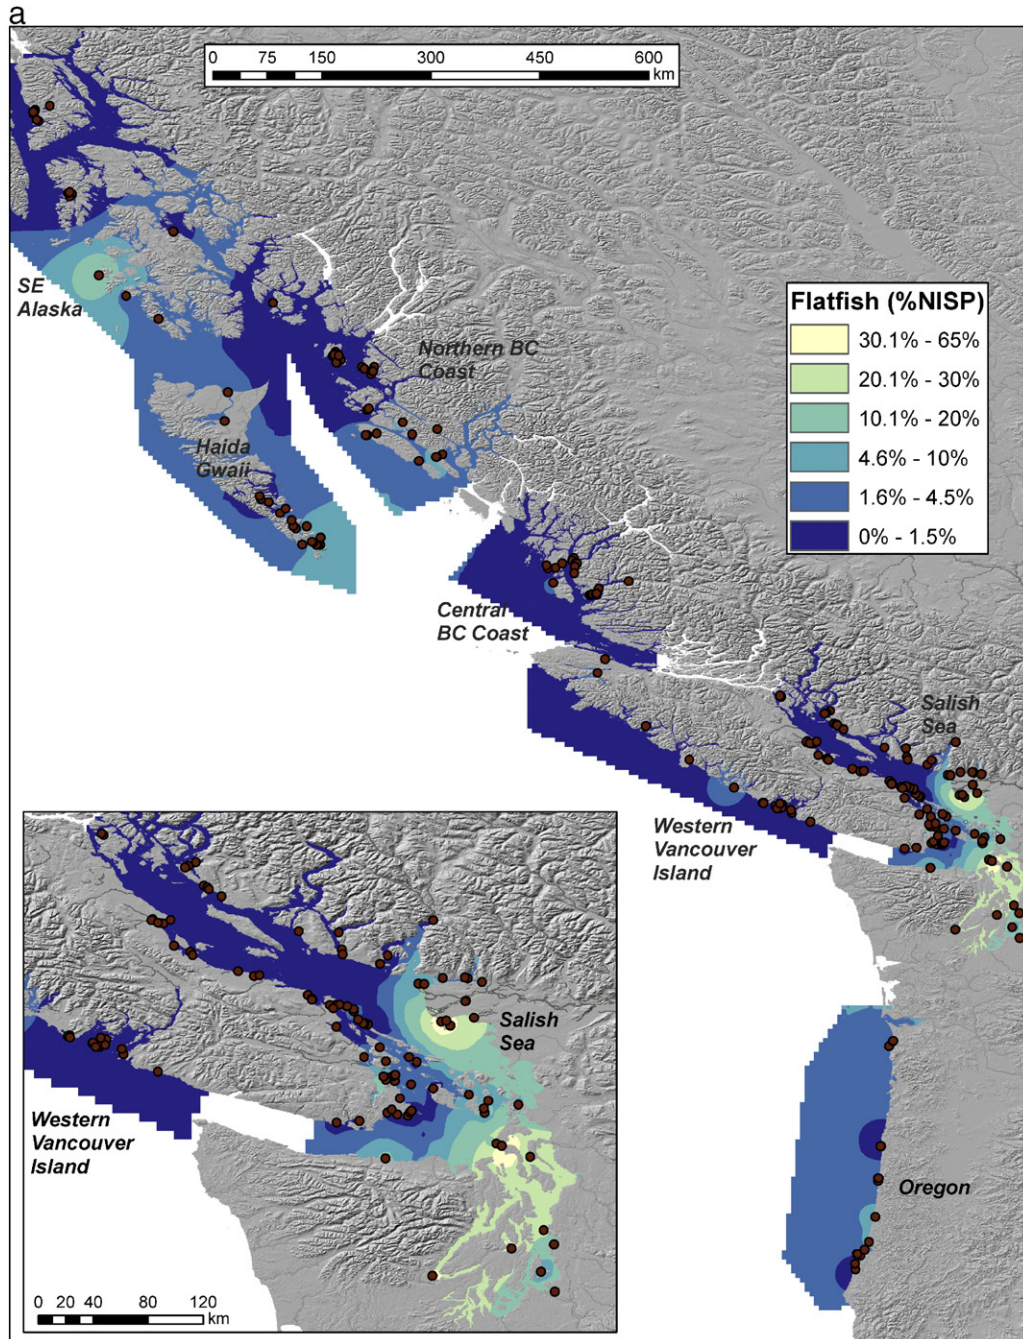 a
0 75 150 300 450 600
km
SE
Alaska
Northern BC
Coast
Haida
Gwaii
Flatfish (%NISP)
30.1% - 65%
20.1% - 30%
10.1% - 20%
4.6% - 10%
1.6% - 4.5%
0% - 1.5%
Central
BC Coast
Salish
Sea
Western
Vancouver
Island
Oregon
Salish
Sea
Western
Vancouver
Island
0 20 40 80 120
km